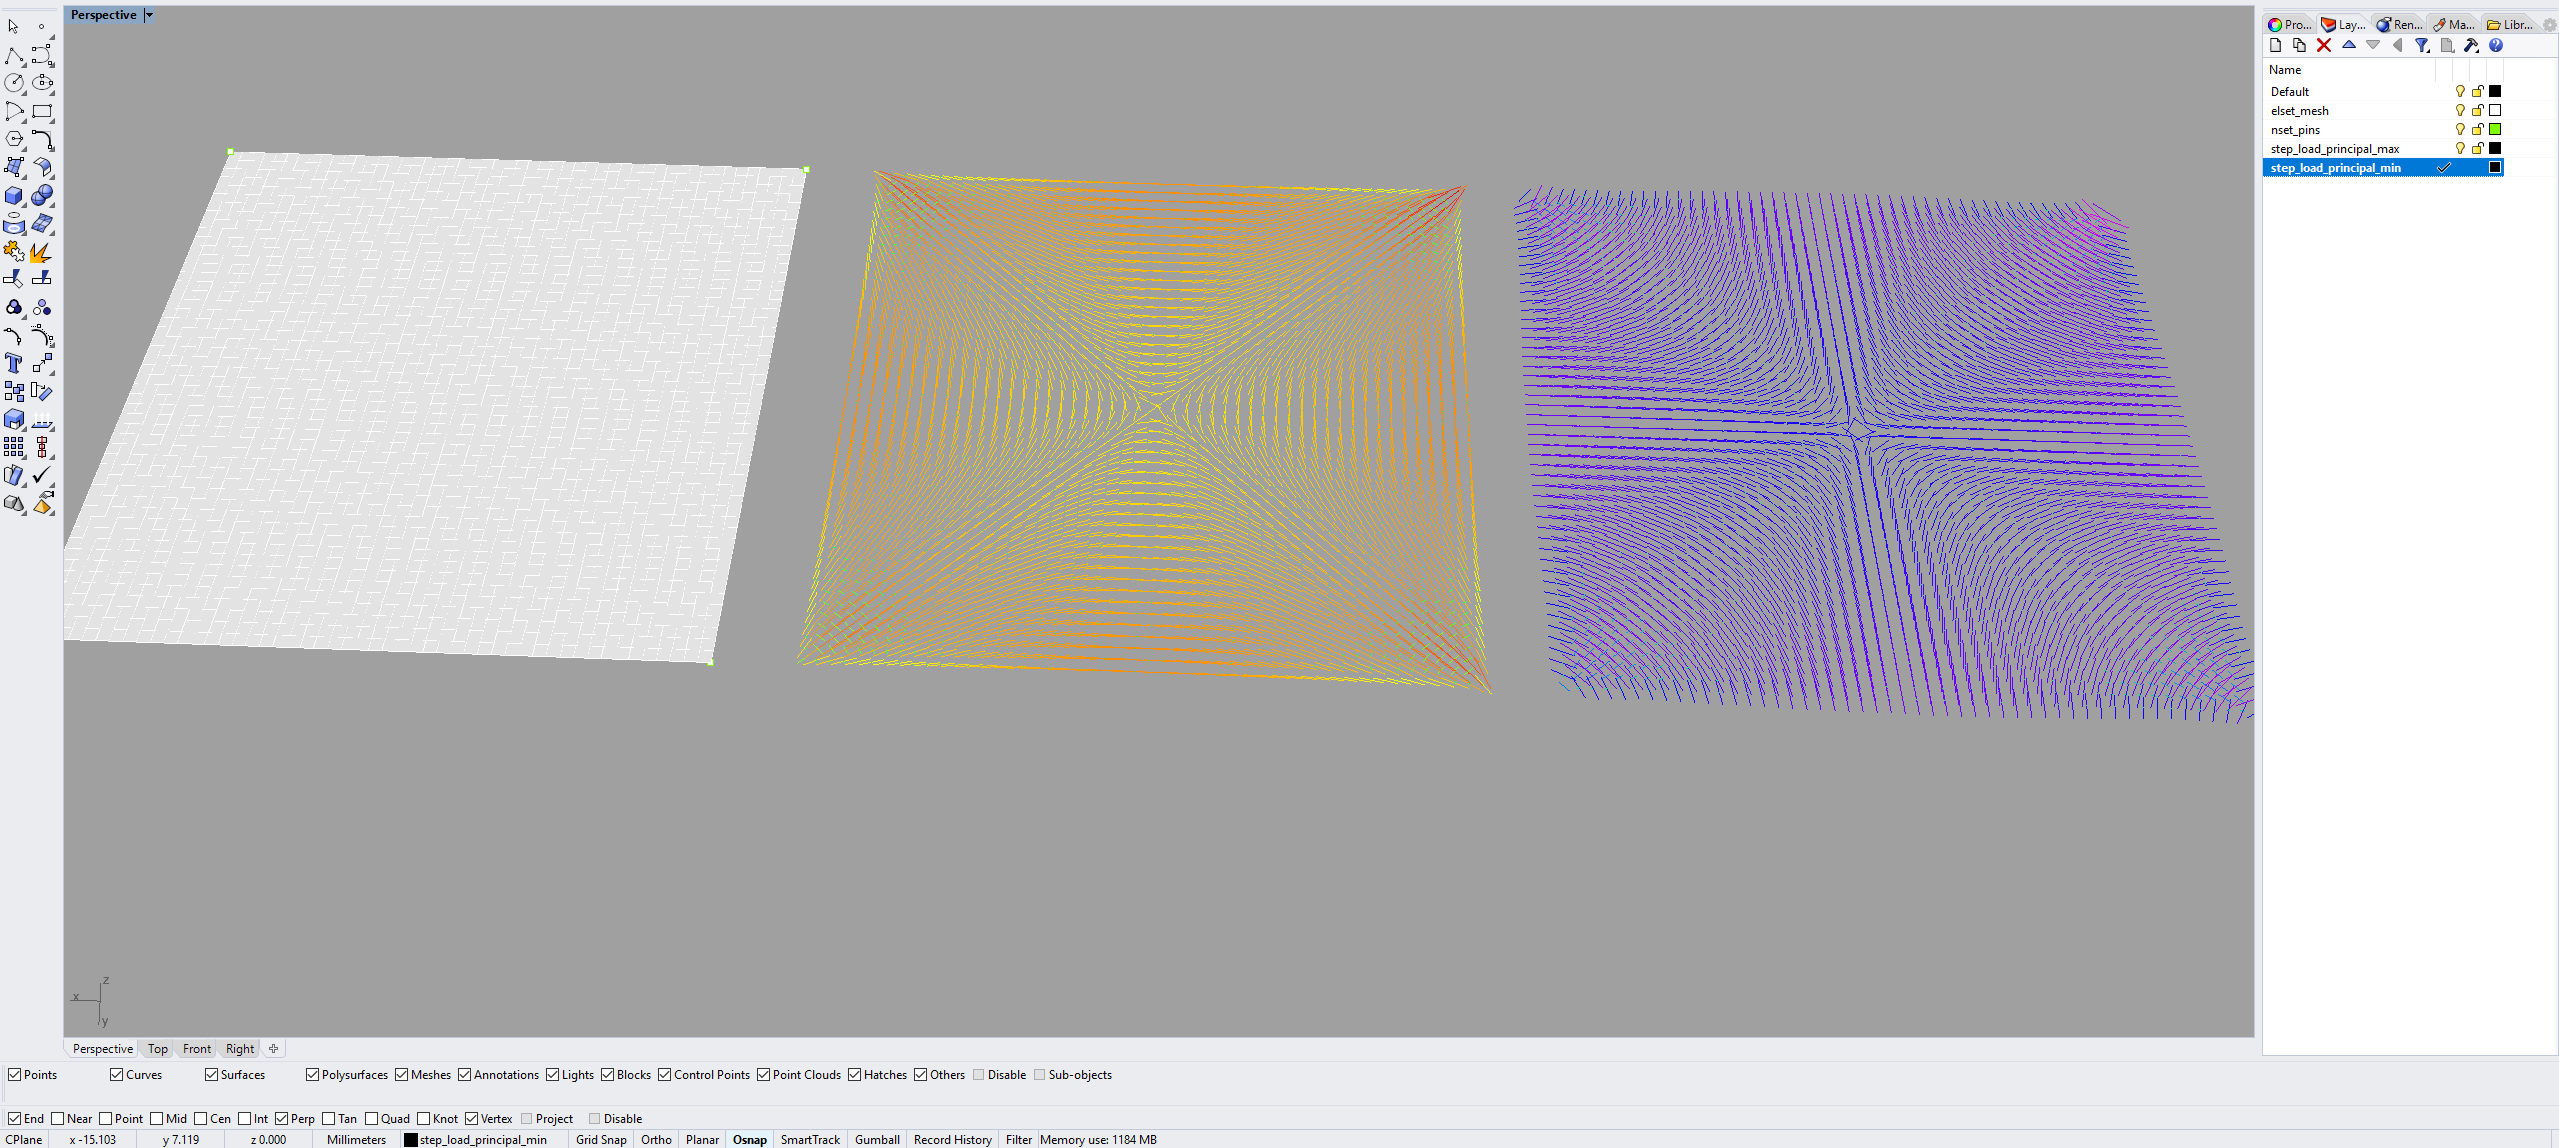 Perspective
Pro... Lay... Ren... Ma... Libr...
Name
Default
elset_mesh
nset_pins
step_load_principal_max
step_load_principal_min
z
x
y
Perspective Top Front Right
Points Curves Surfaces Polysurfaces Meshes Annotations Lights Blocks Control Points Point Clouds Hatches Others Disable Sub-objects
End Near Point Mid Cen Int Perp Tan Quad Knot Vertex Project Disable
CPlane x -15.103 y 7.119 z 0.000 Millimeters step_load_principal_min Grid Snap Ortho Planar Osnap SmartTrack Gumball Record History Filter Memory use: 1184 MB